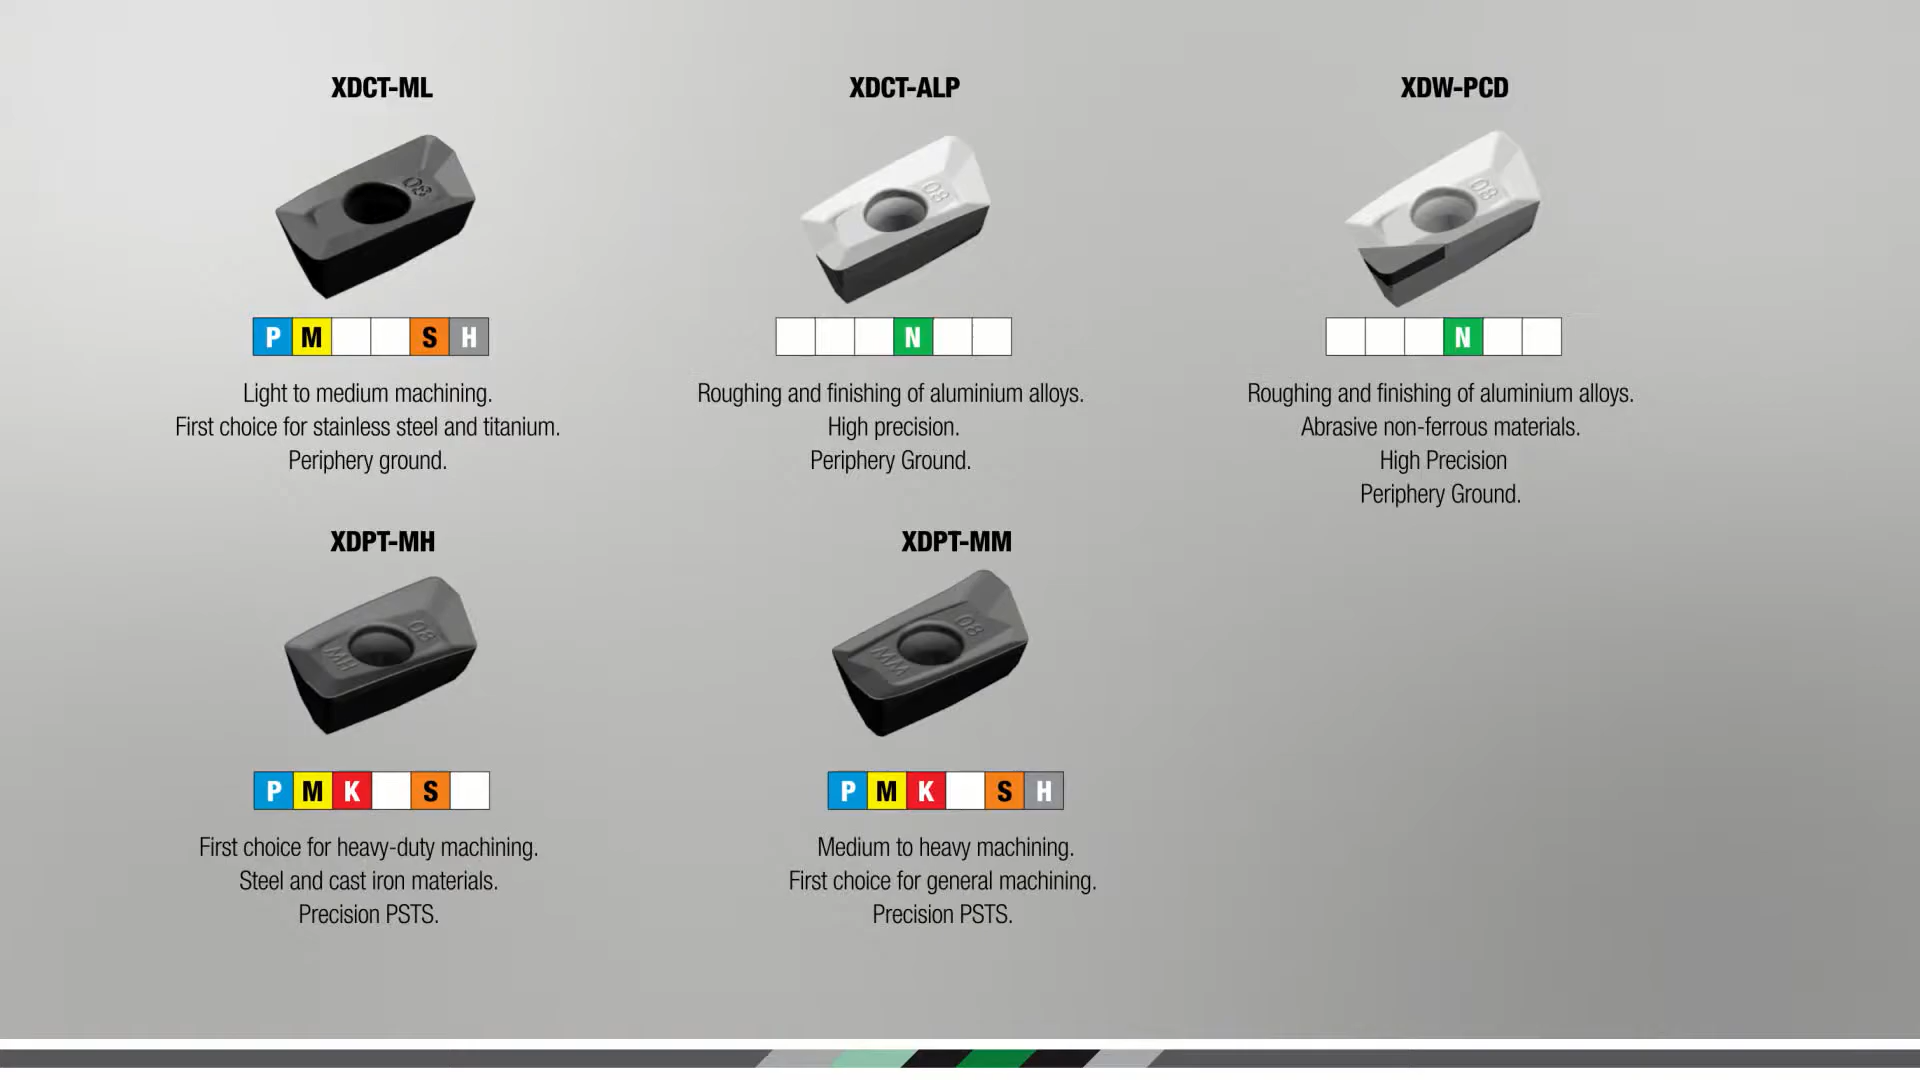 XDCT-ML
08
P M S H
Light to medium machining.
First choice for stainless steel and titanium.
Periphery ground.
XDCT-ALP
08
N
Roughing and finishing of aluminium alloys.
High precision.
Periphery Ground.
XDW-PCD
08
N
Roughing and finishing of aluminium alloys.
Abrasive non-ferrous materials.
High Precision
Periphery Ground.
XDPT-MH
08
MH
P M K S
First choice for heavy-duty machining.
Steel and cast iron materials.
Precision PSTS.
XDPT-MM
08
MM
P M K S H
Medium to heavy machining.
First choice for general machining.
Precision PSTS.